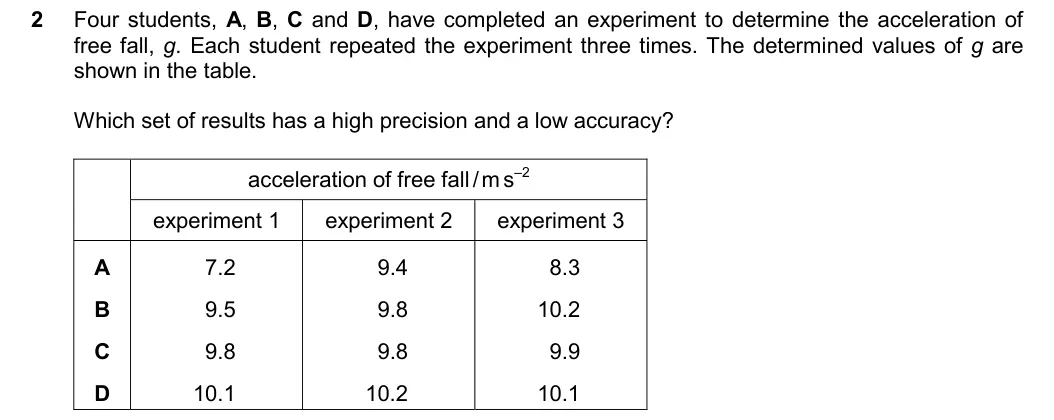 2 Four students, A, B, C and D, have completed an experiment to determine the acceleration of
free fall, g. Each student repeated the experiment three times. The determined values of g are
shown in the table.
Which set of results has a high precision and a low accuracy?
acceleration of free fall / m s⁻²
experiment 1 experiment 2 experiment 3
A 7.2 9.4 8.3
B 9.5 9.8 10.2
C 9.8 9.8 9.9
D 10.1 10.2 10.1